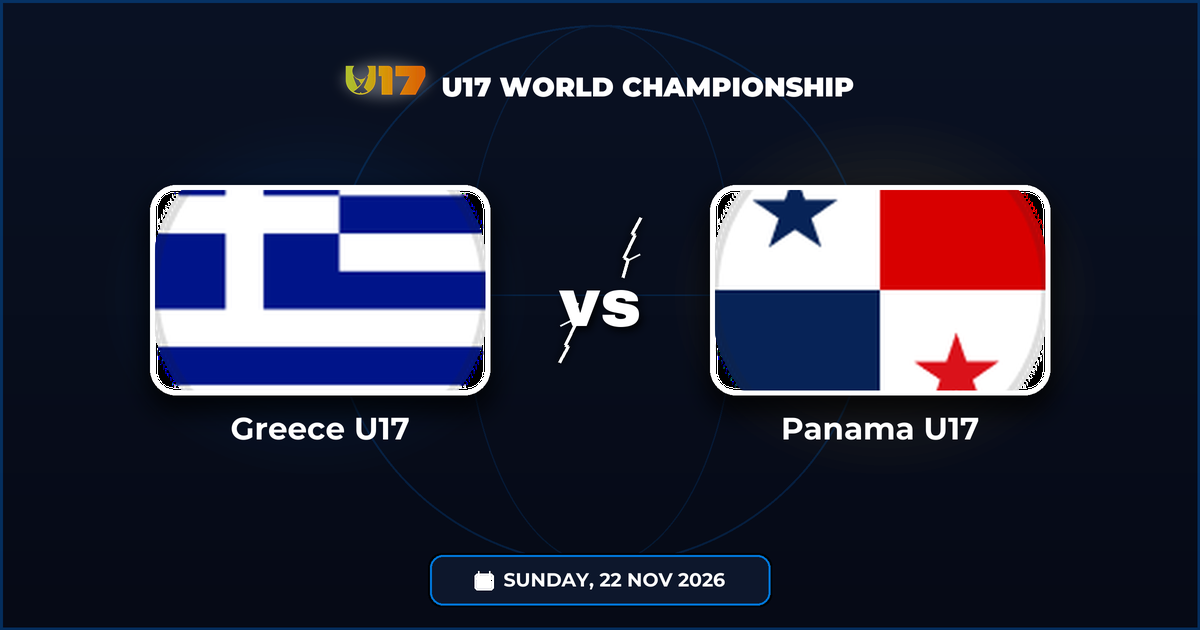 U17 U17 WORLD CHAMPIONSHIP
vs
Greece U17
Panama U17
SUNDAY, 22 NOV 2026